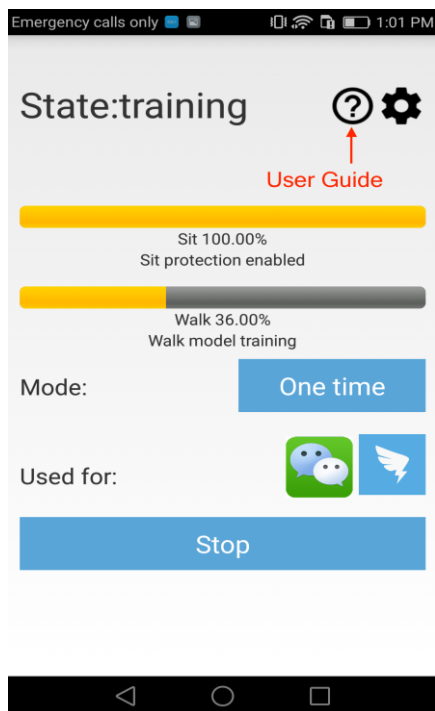 Emergency calls only 1:01 PM
State:training
User Guide
Sit 100.00%
Sit protection enabled
Walk 36.00%
Walk model training
Mode: One time
Used for:
Stop